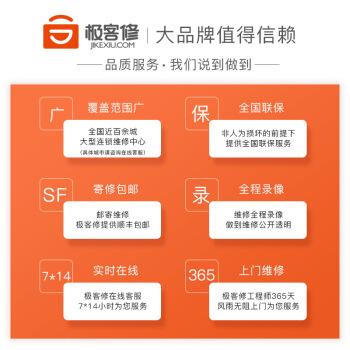 极客修
JIKEXIU.COM
大品牌值得信赖
- 品质服务·我们说到做到 -
广
覆盖范围广
全国近百余城
大型连锁维修中心
(具体城市请咨询在线客服)
保
全国联保
非人为损坏的前提下
提供全国联保服务
SF
寄修包邮
邮寄维修
极客修提供顺丰包邮
录
全程录像
维修全程录像
做到维修公开透明
7*14
实时在线
极客修在线客服
7*14小时为您服务
365
上门维修
极客修工程师365天
风雨无阻上门为您服务